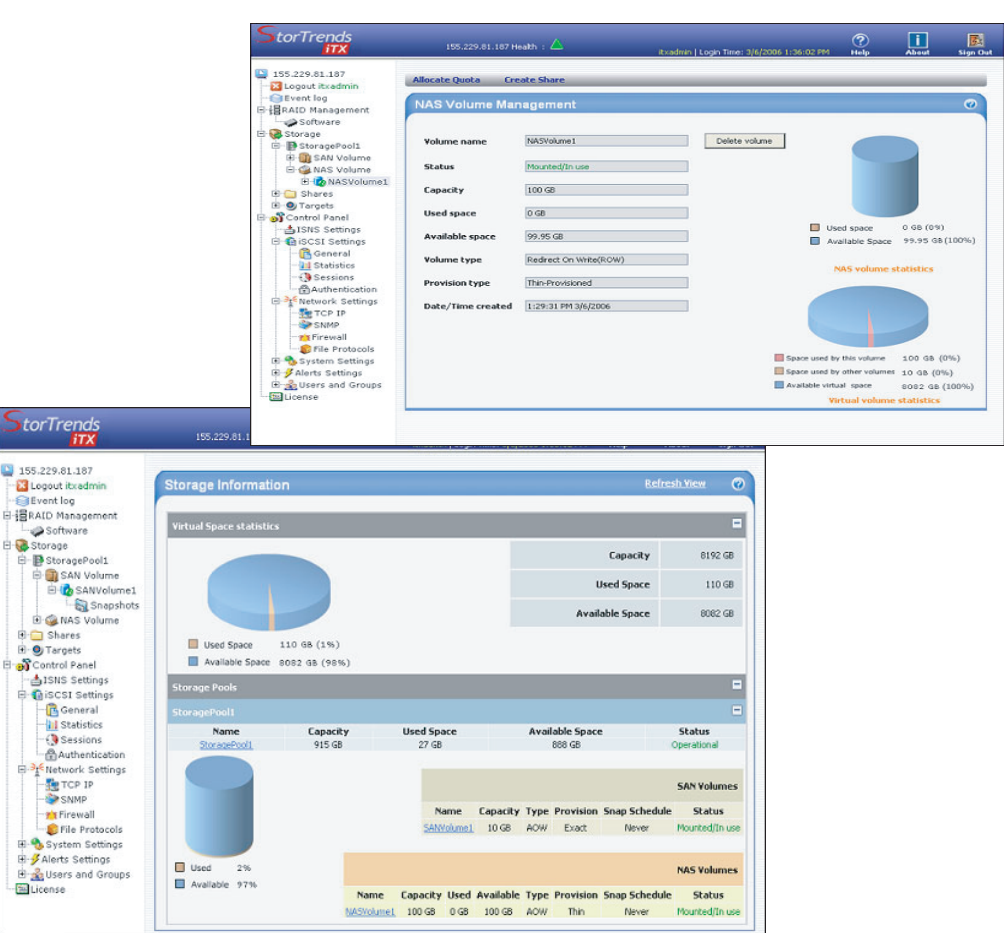 StorTrends
iTX
155.229.81.187 Health :
itxadmin | Login Time: 3/6/2006 1:36:02 PM
Help
About
Sign Out
155.229.81.187
Logout itxadmin
Event log
RAID Management
Software
Storage
StoragePool1
SAN Volume
NAS Volume
NASVolume1
Shares
Targets
Control Panel
iSNS Settings
iSCSI Settings
General
Statistics
Sessions
Authentication
Network Settings
TCP IP
SNMP
Firewall
File Protocols
System Settings
Alerts Settings
Users and Groups
License
Allocate Quota Create Share
NAS Volume Management
Volume name NASVolume1 Delete volume
Status Mounted/In use
Capacity 100 GB
Used space 0 GB
Available space 99.95 GB
Volume type Redirect On Write(ROW)
Provision type Thin-Provisioned
Date/Time created 1:29:31 PM 3/6/2006
Used space 0 GB (0%)
Available Space 99.95 GB (100%)
NAS volume statistics
Space used by this volume 100 GB (0%)
Space used by other volumes 10 GB (0%)
Available virtual space 8082 GB (100%)
Virtual volume statistics
StorTrends
iTX
155.229.81.1
155.229.81.187
Logout itxadmin
Event log
RAID Management
Software
Storage
StoragePool1
SAN Volume
SANVolume1
Snapshots
NAS Volume
Shares
Targets
Control Panel
iSNS Settings
iSCSI Settings
General
Statistics
Sessions
Authentication
Network Settings
TCP IP
SNMP
Firewall
File Protocols
System Settings
Alerts Settings
Users and Groups
License
Storage Information Refresh View
Virtual Space statistics
Capacity 8192 GB
Used Space 110 GB
Available Space 8082 GB
Used Space 110 GB (1%)
Available Space 8082 GB (98%)
Storage Pools
StoragePool1
Name Capacity Used Space Available Space Status
StoragePool1 915 GB 27 GB 888 GB Operational
SAN Volumes
Name Capacity Type Provision Snap Schedule Status
SANVolume1 10 GB AOW Exact Never Mounted/In use
Used 2%
Available 97%
NAS Volumes
Name Capacity Used Available Type Provision Snap Schedule Status
NASVolume1 100 GB 0 GB 100 GB AOW Thin Never Mounted/In use